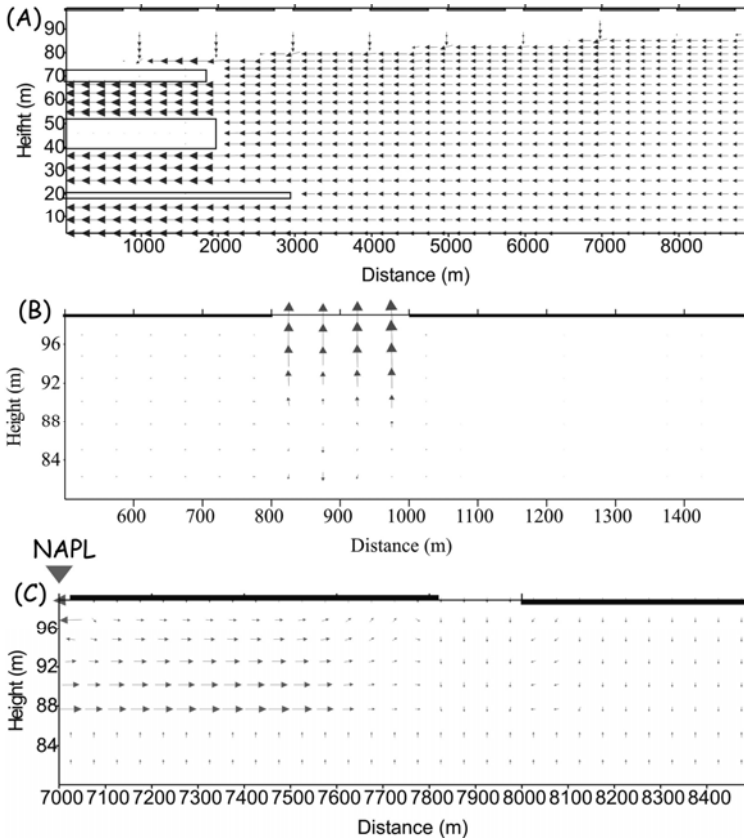 (A)
90
80
70
60
50
40
30
20
10
Heifht (m)
1000 2000 3000 4000 5000 6000 7000 8000
Distance (m)
(B)
96
92
88
84
Height (m)
600 700 800 900 1000 1100 1200 1300 1400
Distance (m)
NAPL
(C)
96
92
88
84
Height (m)
7000 7100 7200 7300 7400 7500 7600 7700 7800 7900 8000 8100 8200 8300 8400
Distance (m)